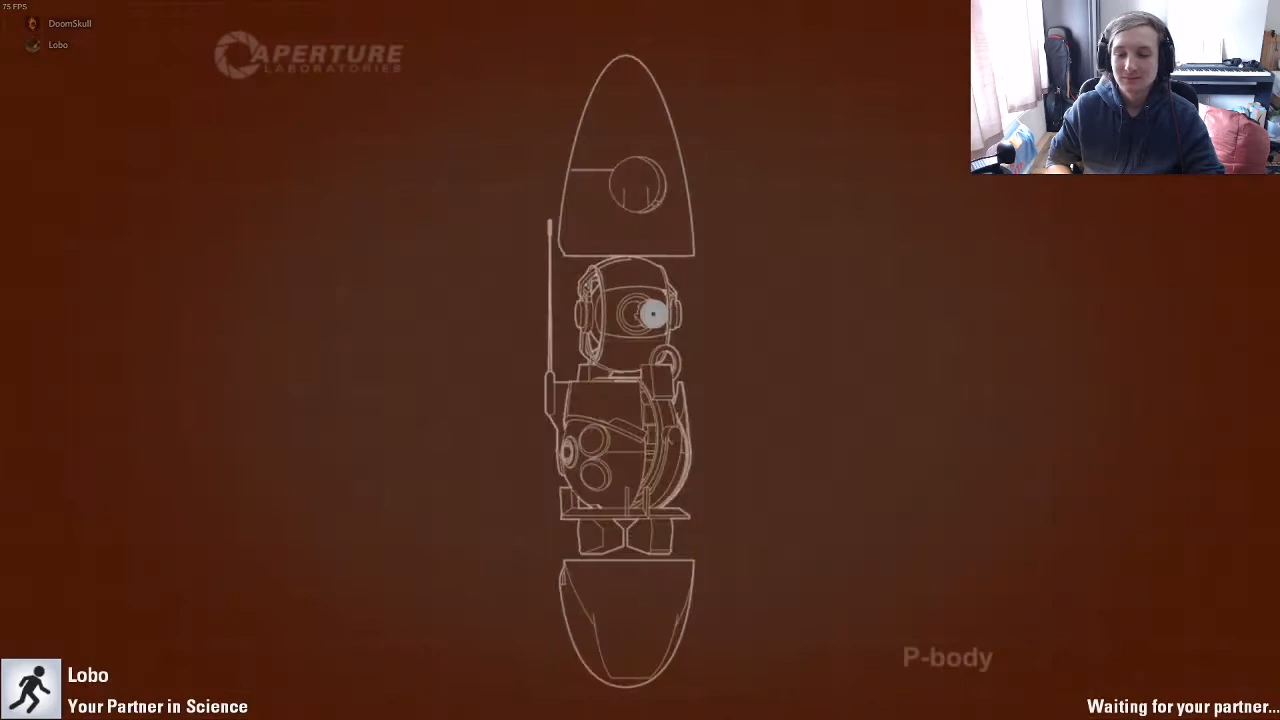 75 FPS
DoomSkull
Lobo
APERTURE
LABORATORIES
P-body
Lobo
Your Partner in Science
Waiting for your partner...